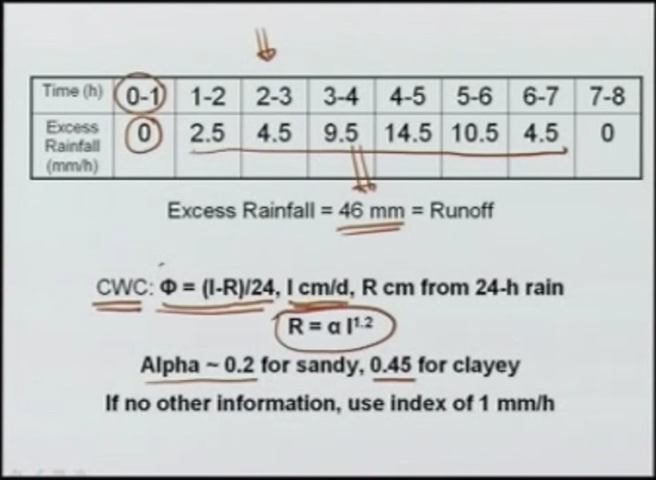 Time (h) 0-1 1-2 2-3 3-4 4-5 5-6 6-7 7-8
Excess Rainfall (mm/h) 0 2.5 4.5 9.5 14.5 10.5 4.5 0
Excess Rainfall = 46 mm = Runoff
CWC: Φ = (I-R)/24, I cm/d, R cm from 24-h rain
R = α I^1.2
Alpha ~ 0.2 for sandy, 0.45 for clayey
If no other information, use index of 1 mm/h